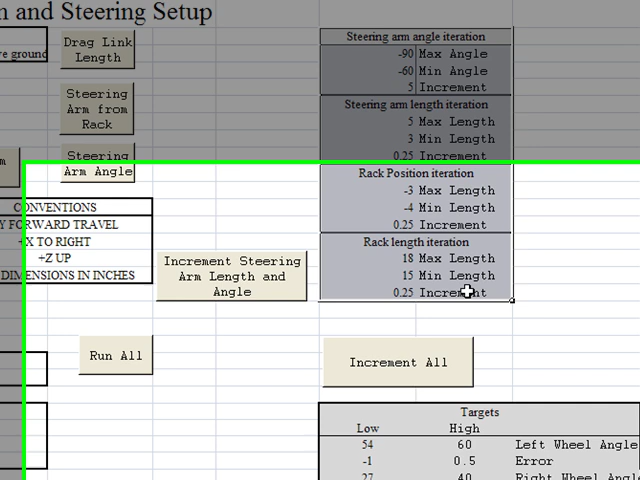 n and Steering Setup
ve ground
Drag Link
Length
Steering
Arm from
Rack
m
Steering
Arm Angle
Steering arm angle iteration
-90 Max Angle
-60 Min Angle
5 Increment
Steering arm length iteration
5 Max Length
3 Min Length
0.25 Increment
Rack Position iteration
-3 Max Length
-4 Min Length
0.25 Increment
Rack length iteration
18 Max Length
15 Min Length
0.25 Increment
CONVENTIONS
Y FORWARD TRAVEL
+X TO RIGHT
+Z UP
DIMENSIONS IN INCHES
Increment Steering
Arm Length and
Angle
Run All
Increment All
Targets
Low High
54 60 Left Wheel Angle
-1 0.5 Error
27 40 Right Wheel Angle